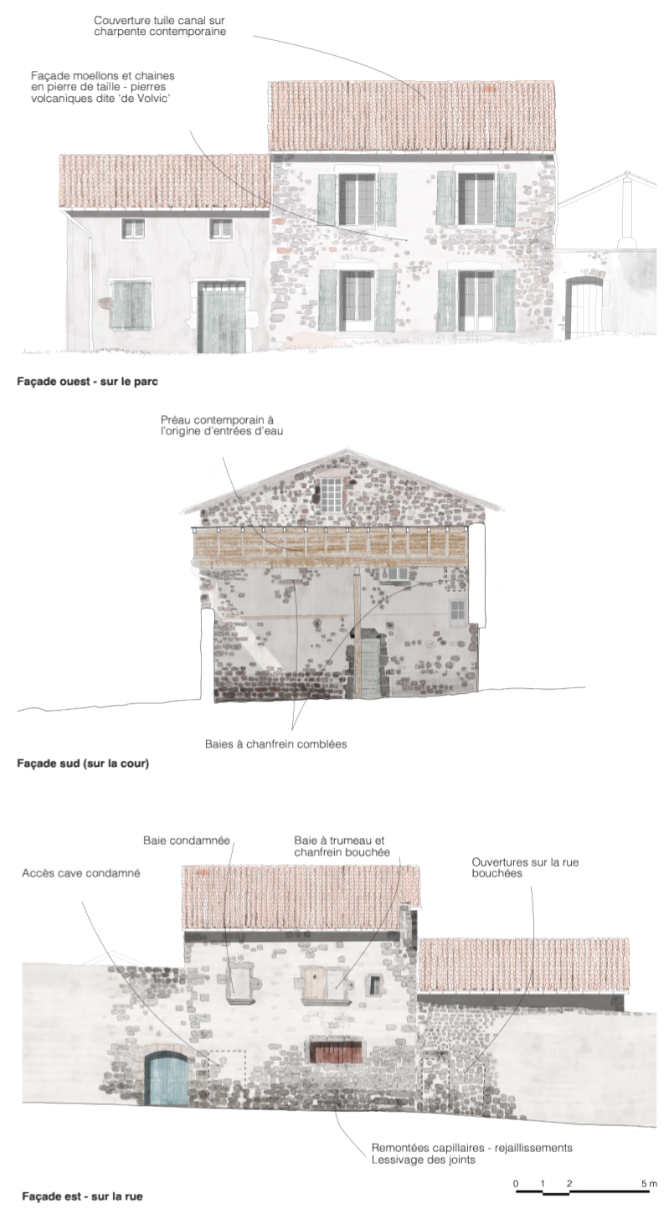 Couverture tuile canal sur
charpente contemporaine
Façade moellons et chaines
en pierre de taille - pierres
volcaniques dite ‘de Volvic’
Façade ouest - sur le parc
Préau contemporain à
l’origine d’entrées d’eau
Baies à chanfrein comblées
Façade sud (sur la cour)
Baie condamnée
Baie à trumeau et
chanfrein bouchée
Accès cave condamné
Ouvertures sur la rue
bouchées
Remontées capillaires - rejaillissements
Lessivage des joints
Façade est - sur la rue
0 1 2 5 m